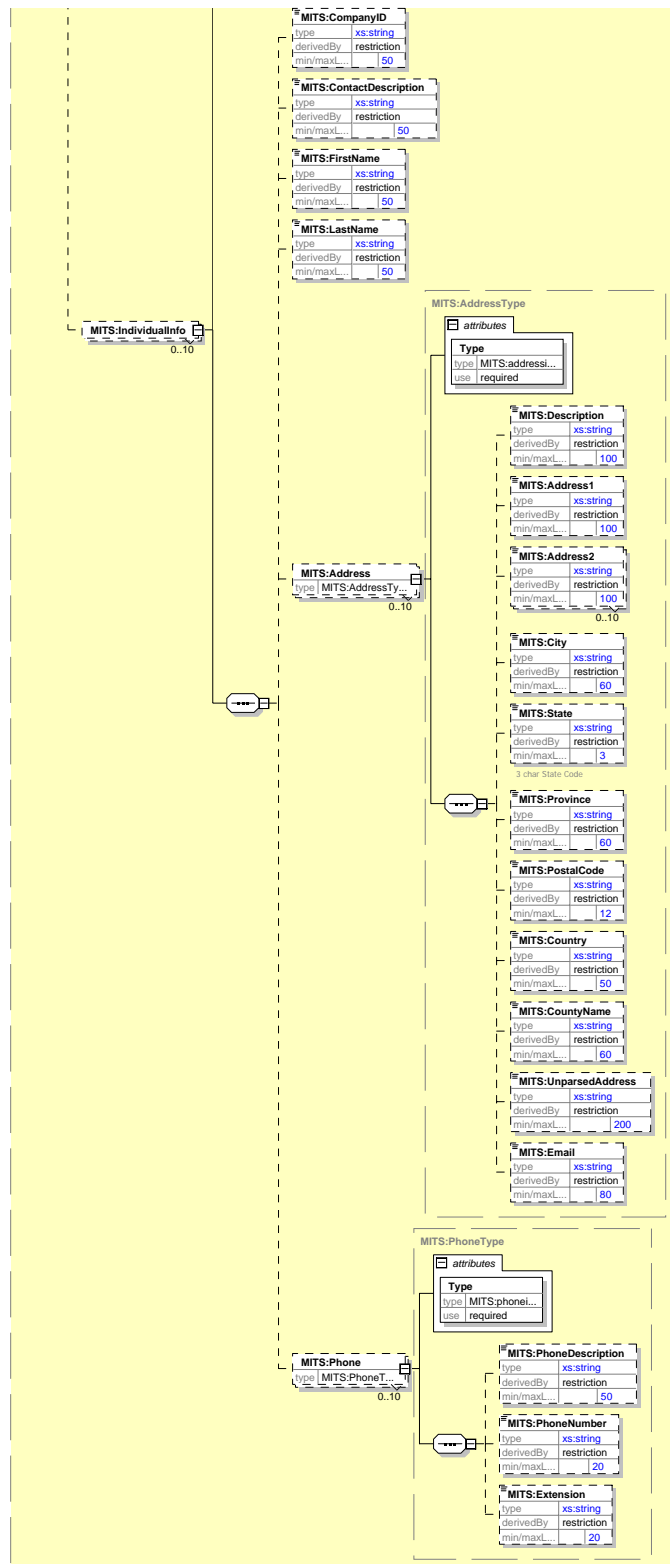 MITS:CompanyID
type xs:string
derivedBy restriction
min/maxL... 50
MITS:ContactDescription
type xs:string
derivedBy restriction
min/maxL... 50
MITS:FirstName
type xs:string
derivedBy restriction
min/maxL... 50
MITS:LastName
type xs:string
derivedBy restriction
min/maxL... 50
MITS:IndividualInfo
0..10
MITS:AddressType
attributes
Type
type MITS:addressi...
use required
MITS:Description
type xs:string
derivedBy restriction
min/maxL... 100
MITS:Address1
type xs:string
derivedBy restriction
min/maxL... 100
MITS:Address
type MITS:AddressTy...
0..10
MITS:Address2
type xs:string
derivedBy restriction
min/maxL... 100
0..10
MITS:City
type xs:string
derivedBy restriction
min/maxL... 60
MITS:State
type xs:string
derivedBy restriction
min/maxL... 3
3 char State Code
MITS:Province
type xs:string
derivedBy restriction
min/maxL... 60
MITS:PostalCode
type xs:string
derivedBy restriction
min/maxL... 12
MITS:Country
type xs:string
derivedBy restriction
min/maxL... 50
MITS:CountyName
type xs:string
derivedBy restriction
min/maxL... 60
MITS:UnparsedAddress
type xs:string
derivedBy restriction
min/maxL... 200
MITS:Email
type xs:string
derivedBy restriction
min/maxL... 80
MITS:PhoneType
attributes
Type
type MITS:phonei...
use required
MITS:Phone
type MITS:PhoneT...
0..10
MITS:PhoneDescription
type xs:string
derivedBy restriction
min/maxL... 50
MITS:PhoneNumber
type xs:string
derivedBy restriction
min/maxL... 20
MITS:Extension
type xs:string
derivedBy restriction
min/maxL... 20